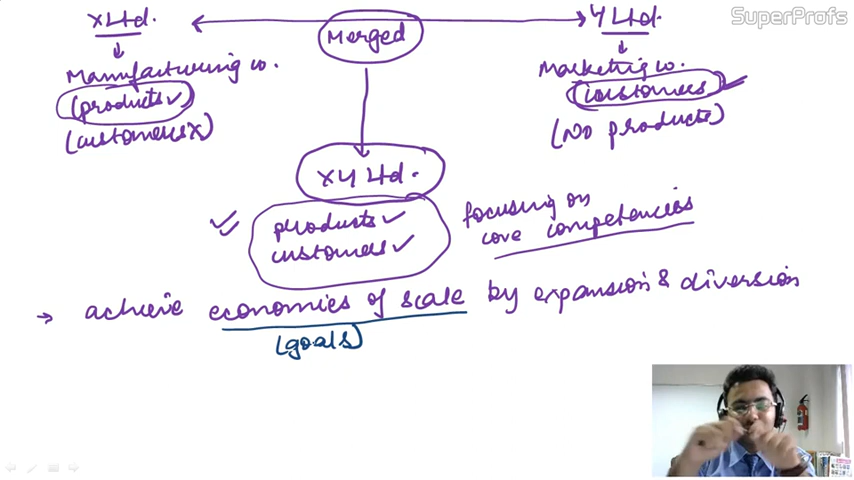 SuperProfs
X Ltd. Merged Y Ltd.
Manufacturing co. Marketing co.
(products✓) (customers) ✓
(customers x) (No products)
XY Ltd.
products ✓ focusing on
customers ✓ core competencies
→ achieve economies of scale by expansion & diversion
(goals)